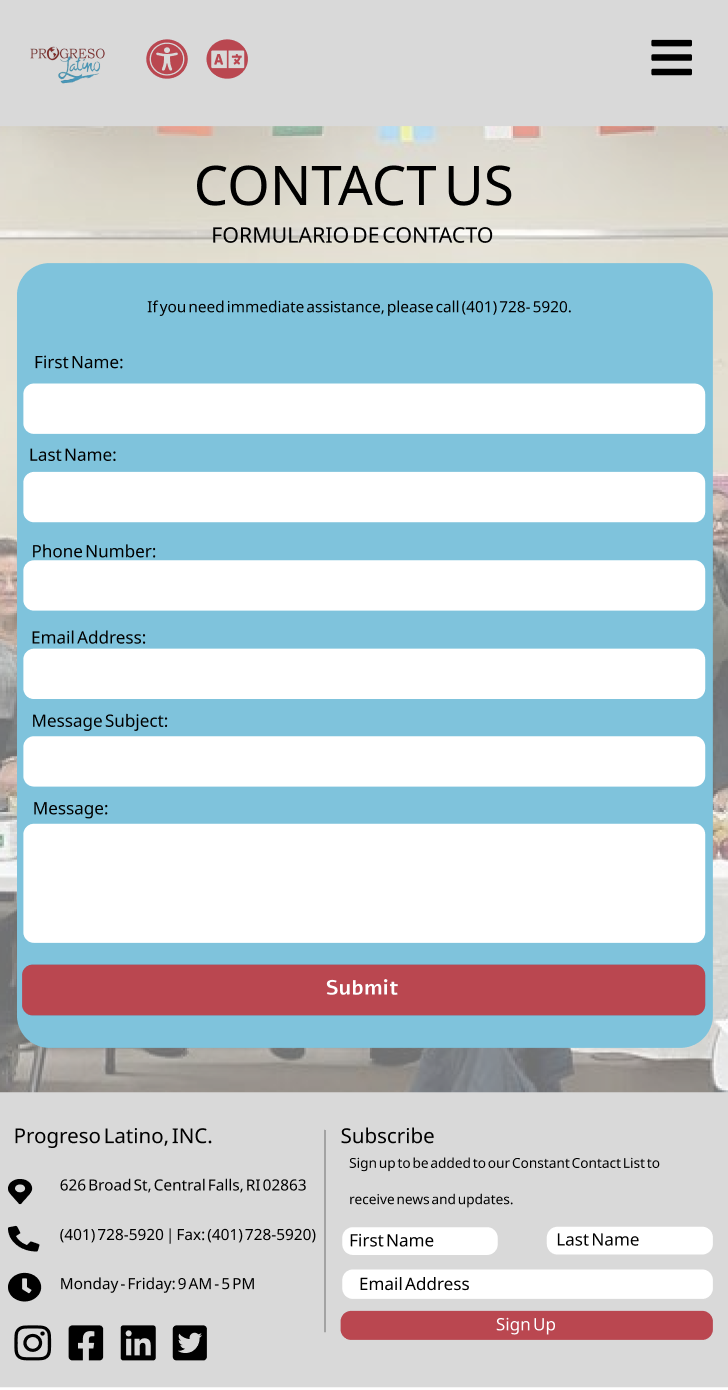 PROGRESO
Latino
A
CONTACT US
FORMULARIO DE CONTACTO
If you need immediate assistance, please call (401) 728- 5920.
First Name:
Last Name:
Phone Number:
Email Address:
Message Subject:
Message:
Submit
Progreso Latino, INC.
626 Broad St, Central Falls, RI 02863
(401) 728-5920 | Fax: (401) 728-5920)
Monday - Friday: 9 AM - 5 PM
Subscribe
Sign up to be added to our Constant Contact List to
receive news and updates.
First Name
Last Name
Email Address
Sign Up